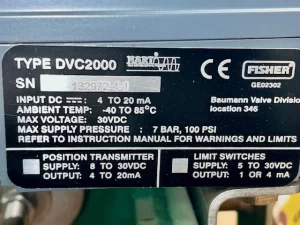 TYPE DVC2000 HART
CE FISHER
GE02302
SN
INPUT DC: 4 TO 20 mA
AMBIENT TEMP: -40 TO 85°C
MAX VOLTAGE: 30VDC
MAX SUPPLY PRESSURE : 7 BAR, 100 PSI
Baumann Valve Division
location 346
REFER TO INSTRUCTION MANUAL FOR WARNINGS AND LIMITS
POSITION TRANSMITTER
SUPPLY: 8 TO 30VDC
OUTPUT: 4 TO 20mA
LIMIT SWITCHES
SUPPLY: 5 TO 30VDC
OUTPUT: 1 OR 4 mA